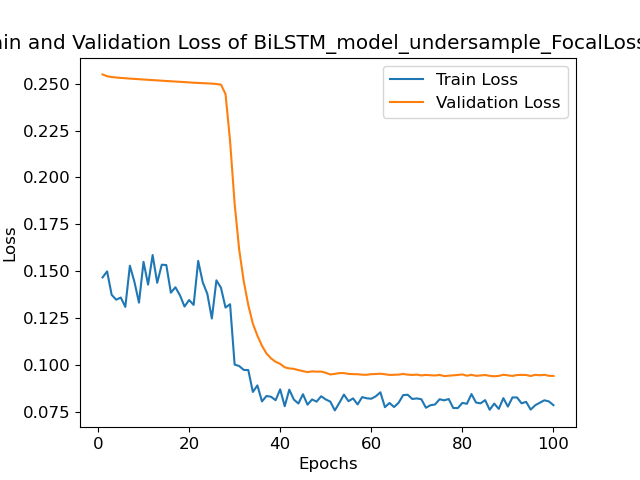 ain and Validation Loss of BiLSTM_model_undersample_FocalLoss
Train Loss
Validation Loss
0.250
0.225
0.200
0.175
0.150
0.125
0.100
0.075
Loss
0 20 40 60 80 100
Epochs